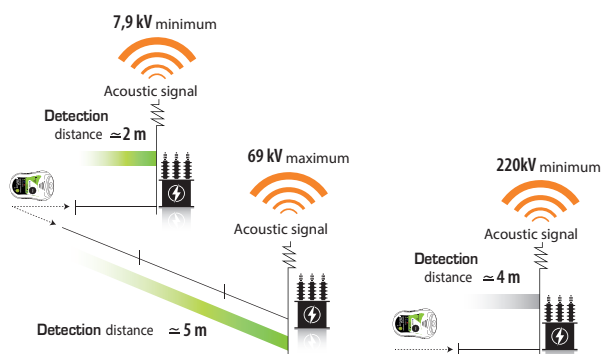 7,9 kV minimum
Acoustic signal
Detection
distance ≃ 2 m
69 kV maximum
Acoustic signal
Detection distance ≃ 5 m
220kV minimum
Acoustic signal
Detection
distance ≃ 4 m